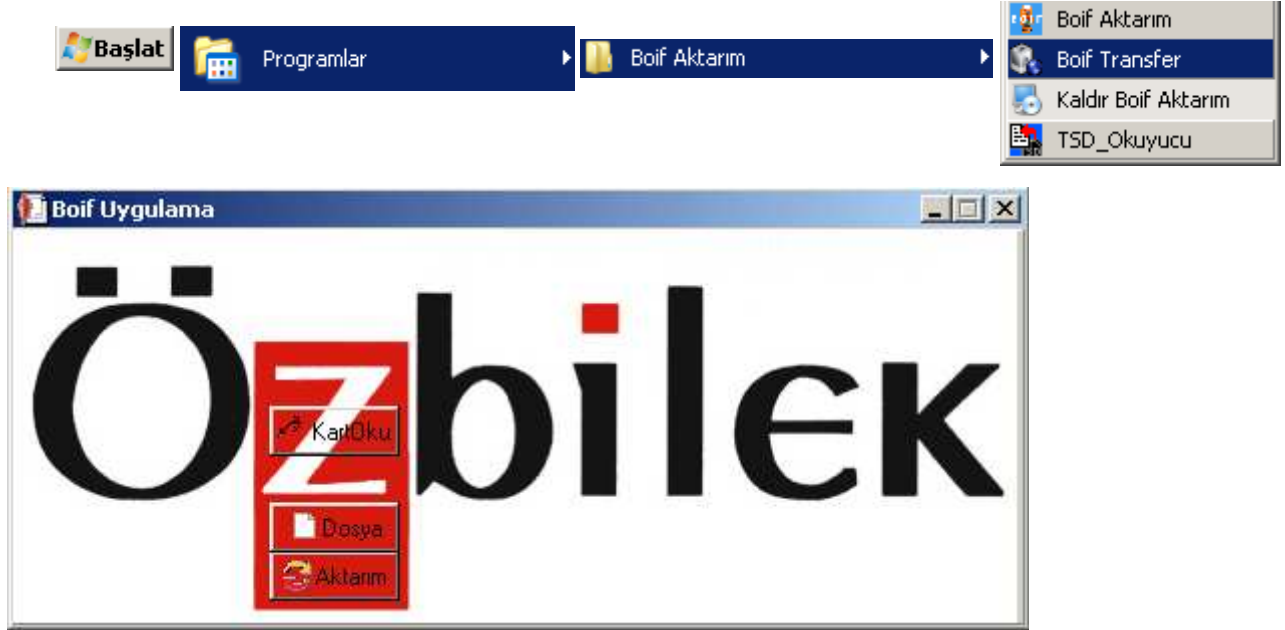 Başlat
Programlar
Boif Aktarım
Boif Aktarım
Boif Transfer
Kaldır Boif Aktarım
TSD_Okuyucu
Boif Uygulama
Özbilek
KartOku
Dosya
Aktarım